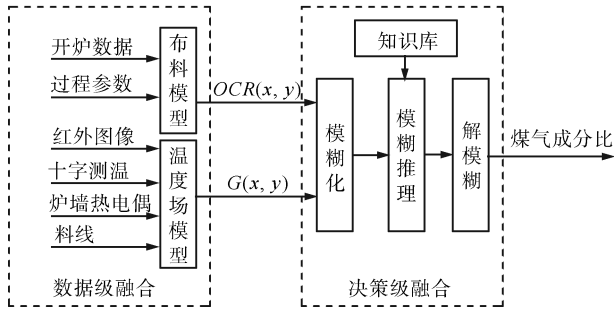 开炉数据
过程参数
布料模型
OCR(x, y)
红外图像
十字测温
炉墙热电偶
料线
温度场模型
G(x, y)
数据级融合
知识库
模糊化
模糊推理
解模糊
煤气成分比
决策级融合